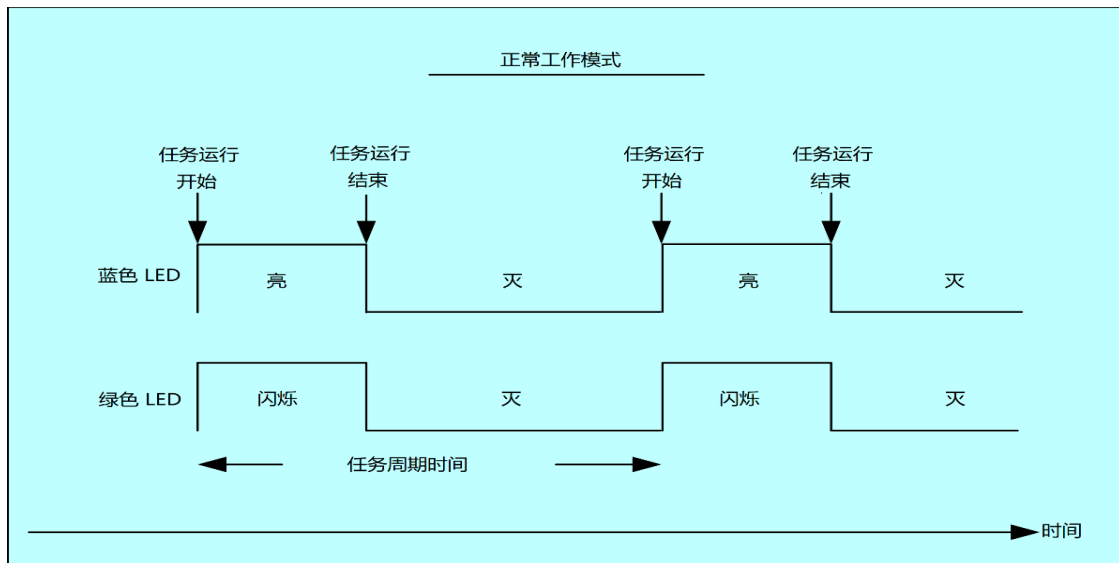 正常工作模式
任务运行
开始
任务运行
结束
任务运行
开始
任务运行
结束
蓝色 LED
亮
灭
亮
灭
绿色 LED
闪烁
灭
闪烁
灭
任务周期时间
时间